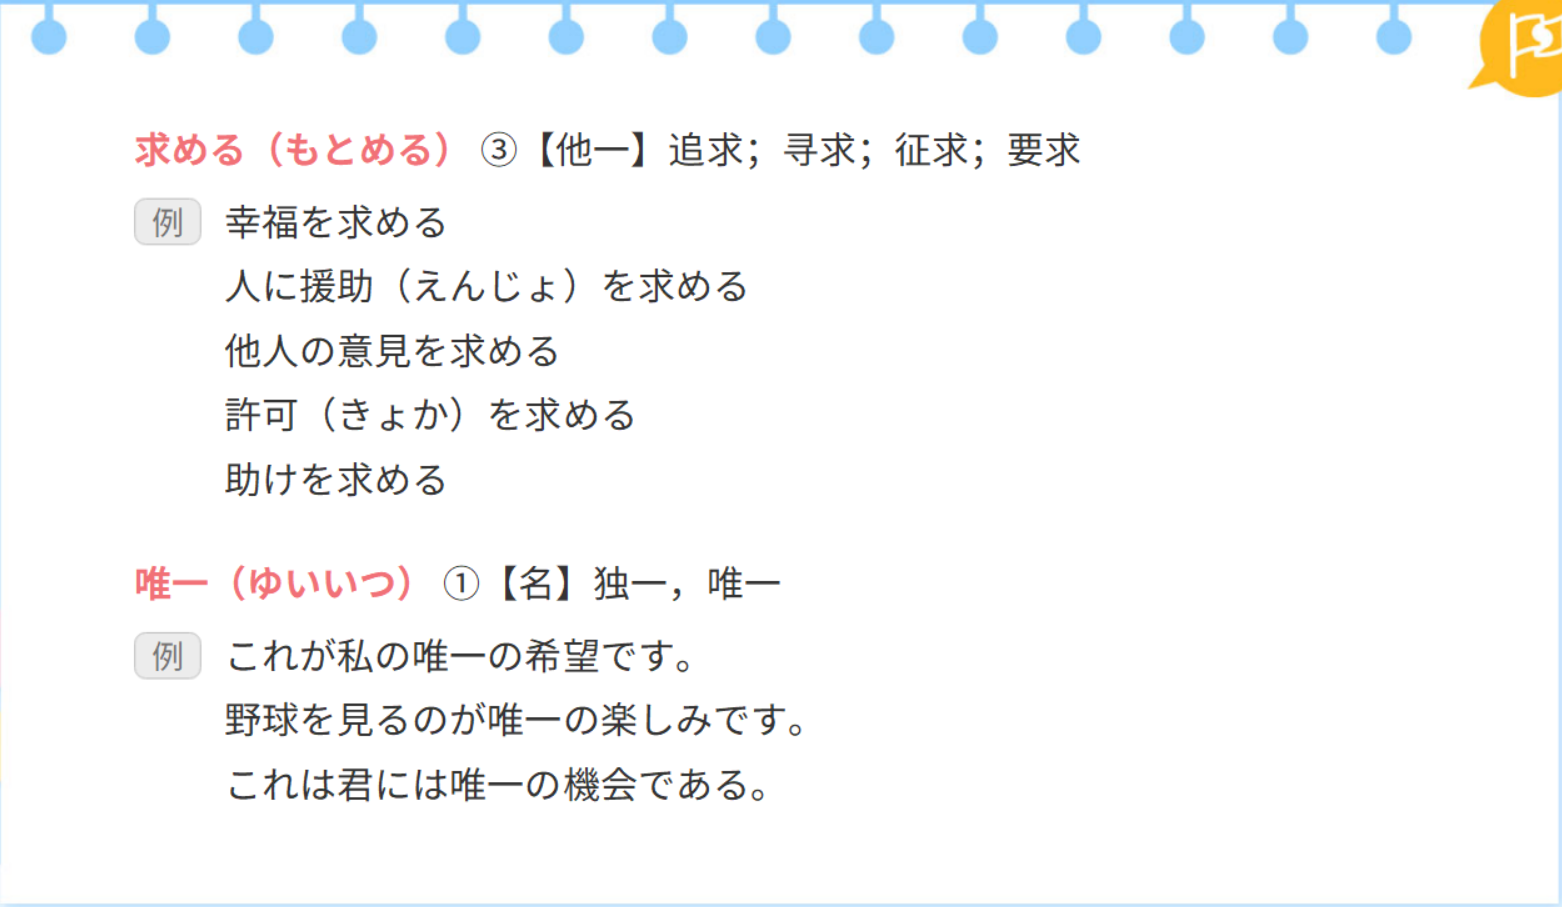 求める（もとめる） ③【他一】追求；寻求；征求；要求
例 幸福を求める
人に援助（えんじょ）を求める
他人の意見を求める
許可（きょか）を求める
助けを求める
唯一（ゆいいつ） ①【名】独一，唯一
例 これが私の唯一の希望です。
野球を見るのが唯一の楽しみです。
これは君には唯一の機会である。